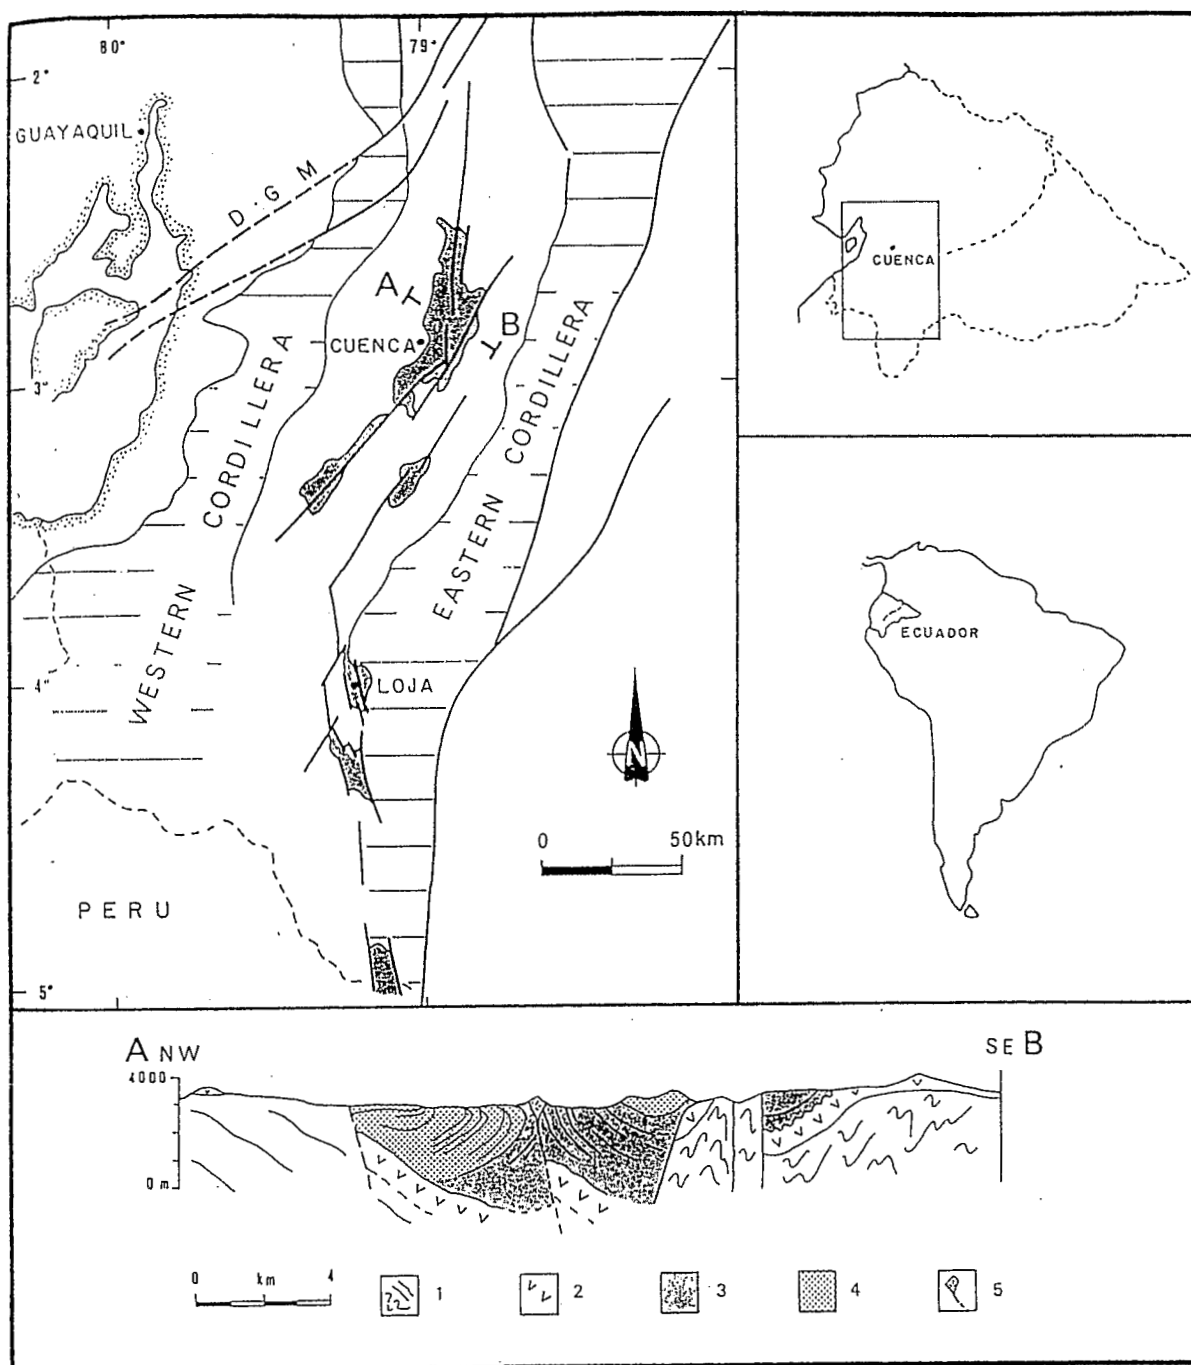 80°
79°
2°
GUAYAQUIL
D.G M
A
B
CUENCA
3°
WESTERN CORDILLERA
EASTERN CORDILLERA
4°
LOJA
N
0 50km
PERU
5°
CUENCA
ECUADOR
A NW
SE B
4000
0 m
0 km 4
1
2
3
4
5